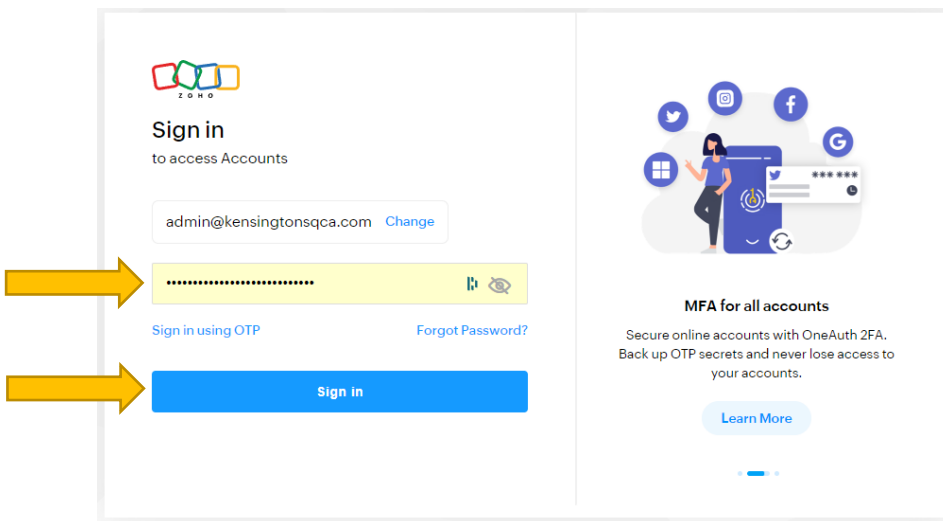 ZOHO
Sign in
to access Accounts
admin@kensingtonsqca.com Change
••••••••••••••••••••••••••••
Sign in using OTP Forgot Password?
Sign in
*** ***
MFA for all accounts
Secure online accounts with OneAuth 2FA.
Back up OTP secrets and never lose access to
your accounts.
Learn More